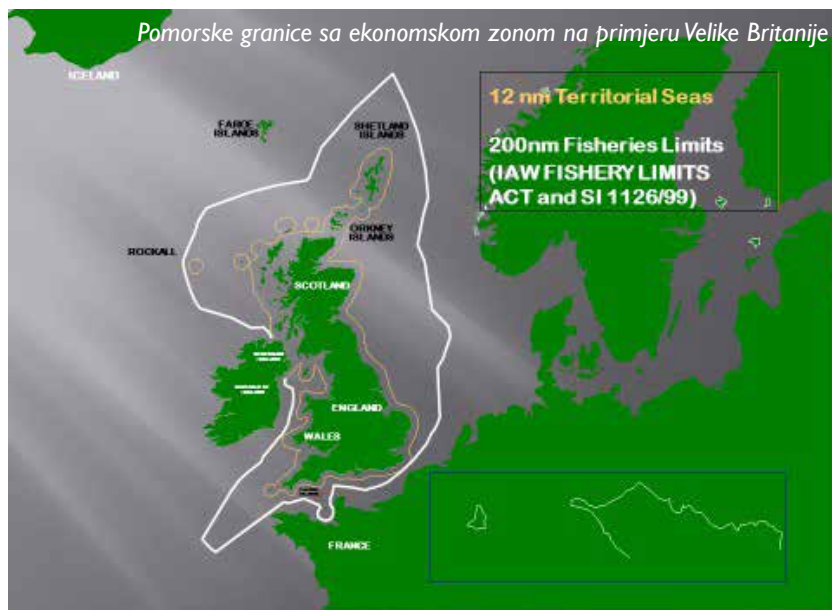 Pomorske granice sa ekonomskom zonom na primjeru Velike Britanije
ICELAND
12 nm Territorial Seas
200nm Fisheries Limits
(IAW FISHERY LIMITS
ACT and SI 1126/99)
FAROE
ISLANDS
SHETLAND
ISLANDS
ORKNEY
ISLANDS
ROCKALL
SCOTLAND
ENGLAND
WALES
FRANCE